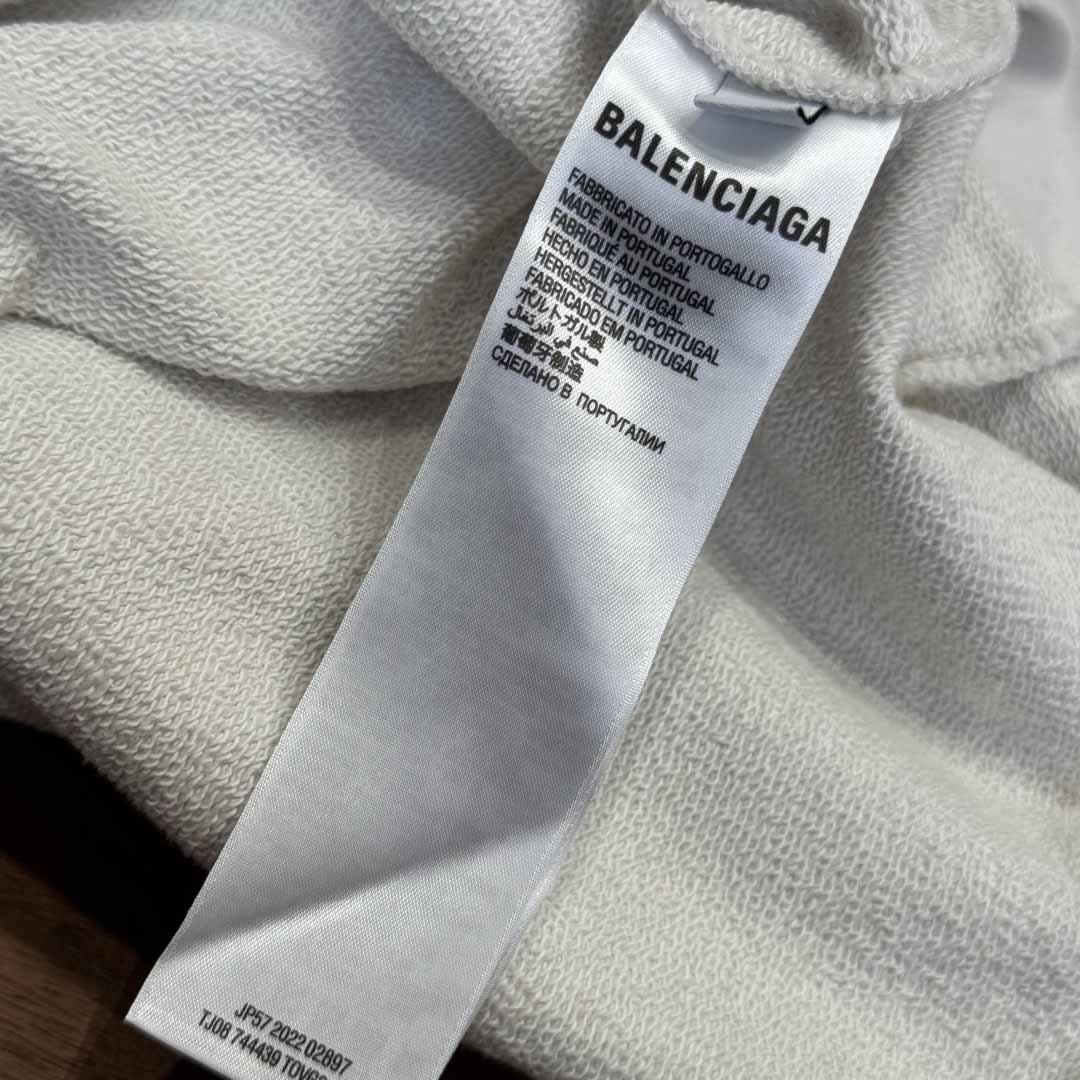 BALENCIAGA
FABBRICATO IN PORTOGALLO
MADE IN PORTUGAL
FABRIQUÉ AU PORTUGAL
HECHO EN PORTUGAL
HERGESTELLT IN PORTUGAL
FABRICADO EM PORTUGAL
ポルトガル製
صنع في البرتغال
葡萄牙制造
СДЕЛАНО В ПОРТУГАЛИИ
JP57 2022 02897
TJ08 744439